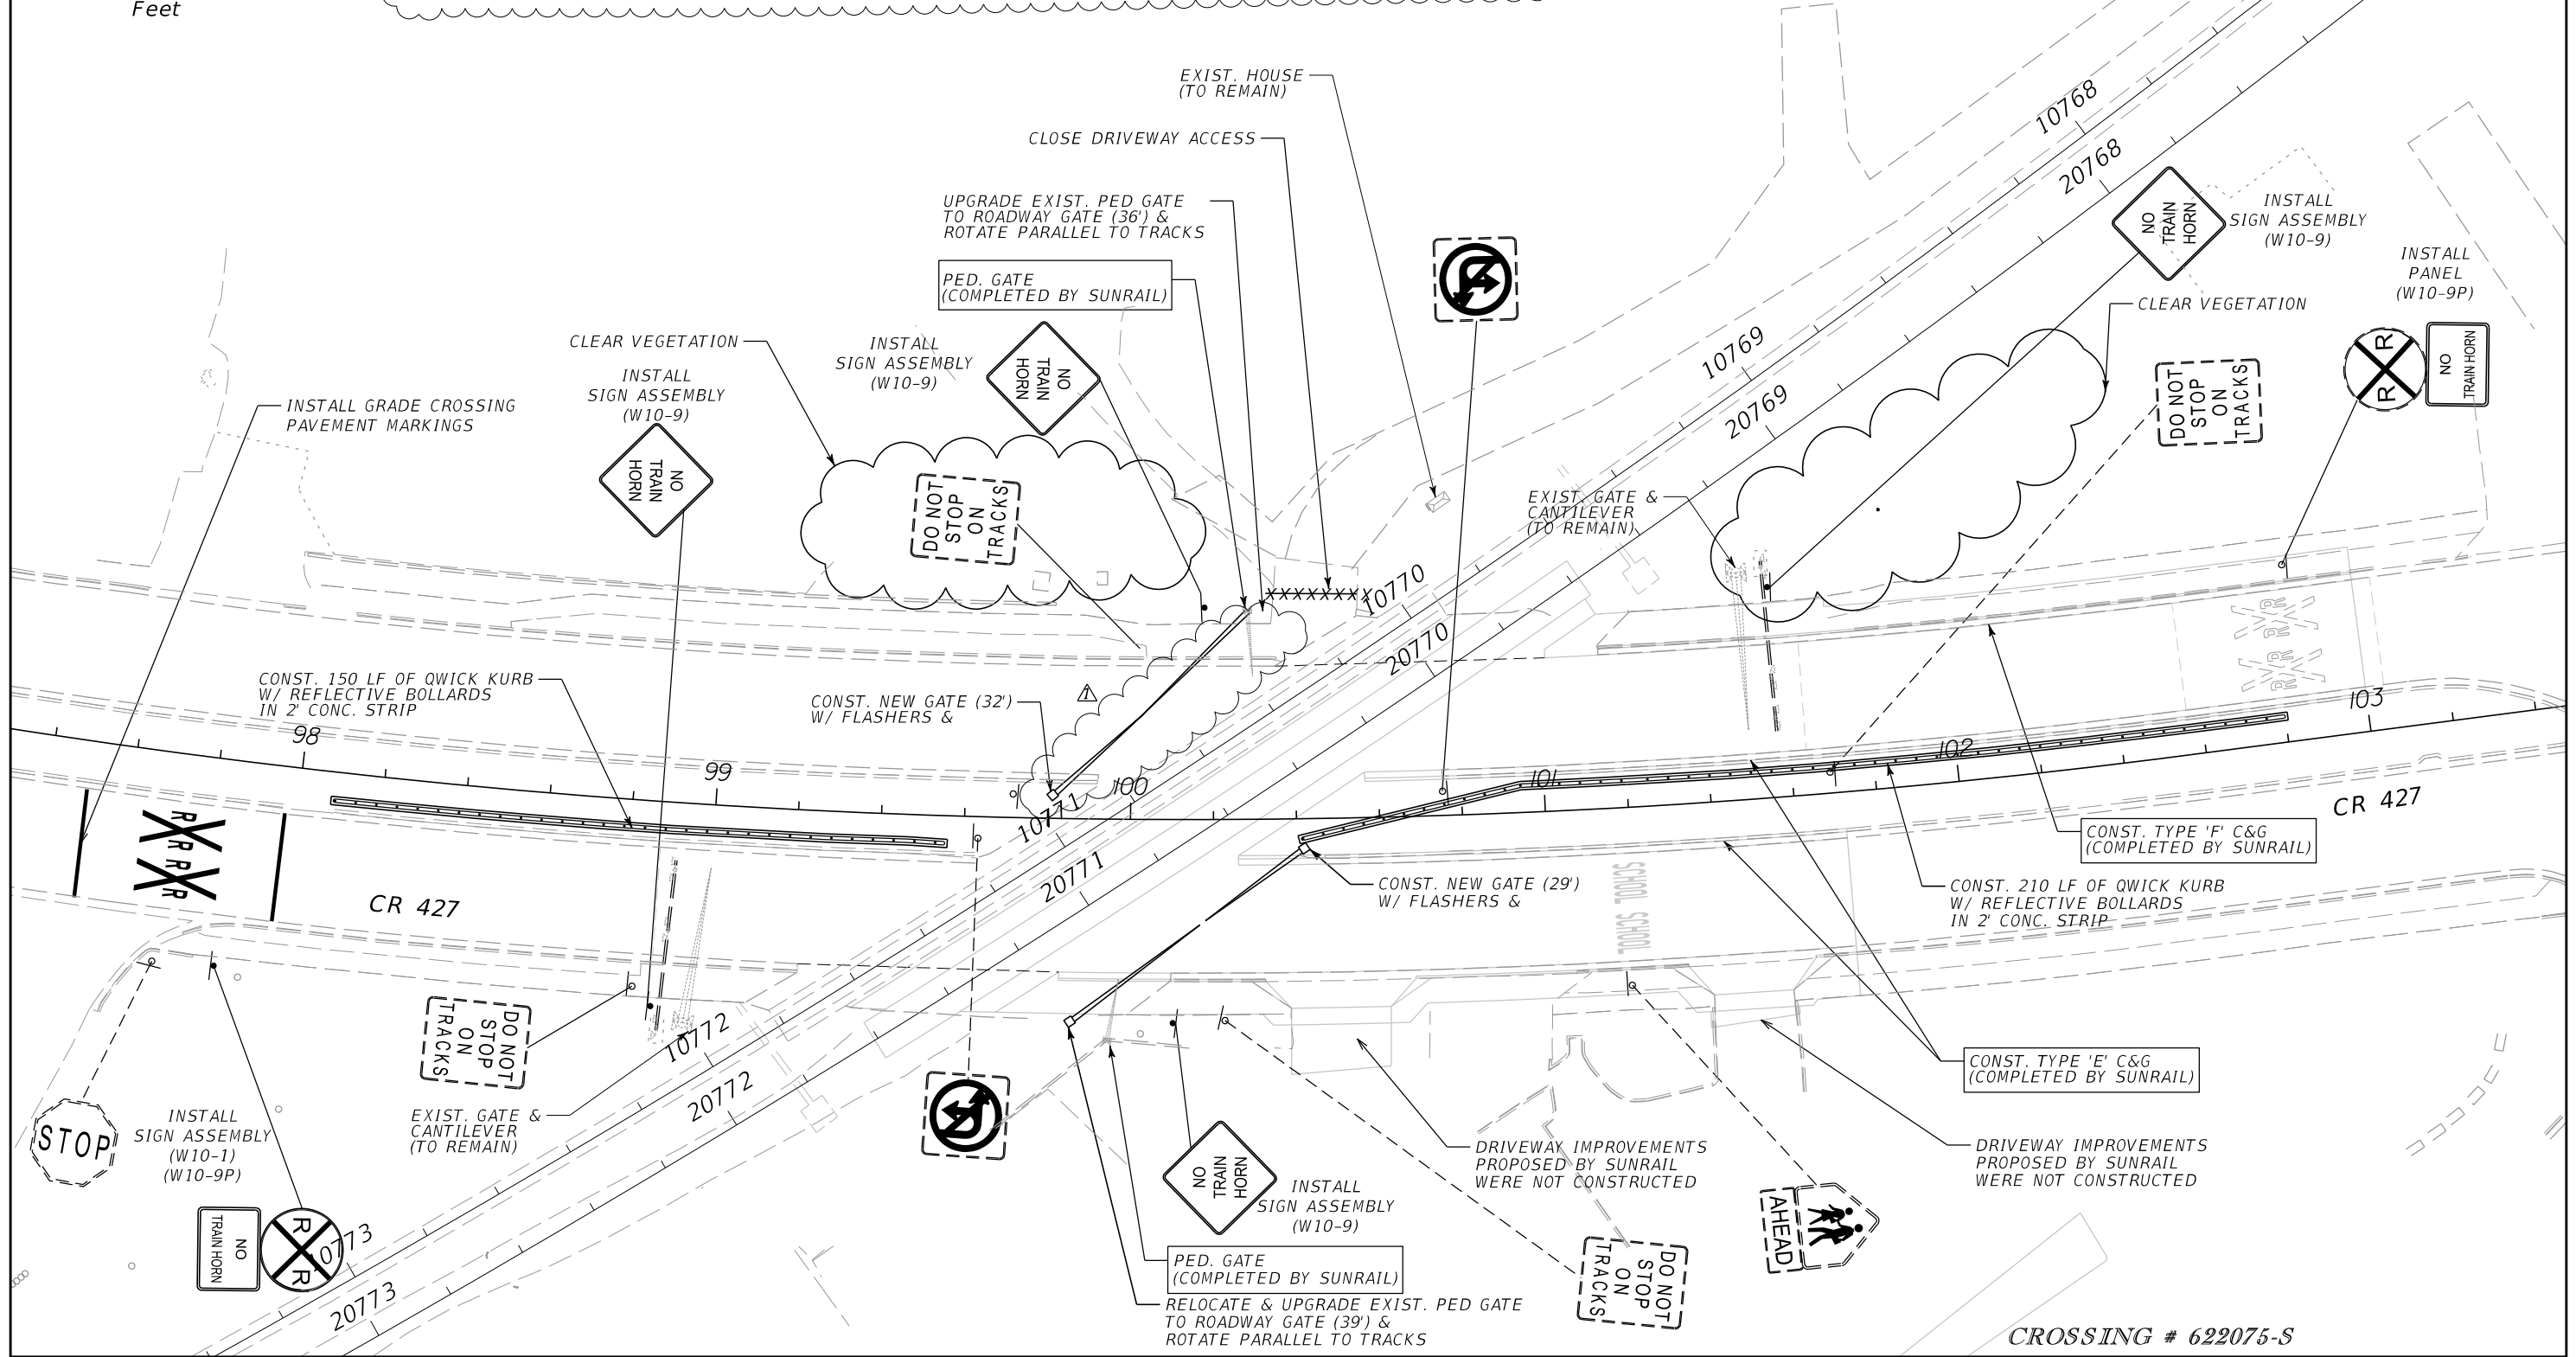 Feet
EXIST. HOUSE
(TO REMAIN)
CLOSE DRIVEWAY ACCESS
UPGRADE EXIST. PED GATE
TO ROADWAY GATE (36') &
ROTATE PARALLEL TO TRACKS
PED. GATE
(COMPLETED BY SUNRAIL)
10768
20768
NO
TRAIN
HORN
INSTALL
SIGN ASSEMBLY
(W10-9)
INSTALL
PANEL
(W10-9P)
CLEAR VEGETATION
R R
NO
TRAIN HORN
DO NOT
STOP
ON
TRACKS
CLEAR VEGETATION
INSTALL
SIGN ASSEMBLY
(W10-9)
NO
TRAIN
HORN
INSTALL
SIGN ASSEMBLY
(W10-9)
NO
TRAIN
HORN
INSTALL GRADE CROSSING
PAVEMENT MARKINGS
DO NOT
STOP
ON
TRACKS
10769
20769
EXIST. GATE &
CANTILEVER
(TO REMAIN)
XXXXXXXXX
10770
20770
R R
R R
CONST. 150 LF OF QWICK KURB
W/ REFLECTIVE BOLLARDS
IN 2' CONC. STRIP
CONST. NEW GATE (32')
W/ FLASHERS &
1
98
99
100
101
102
103
10771
20771
CR 427
R R
R R
CR 427
CONST. TYPE 'F' C&G
(COMPLETED BY SUNRAIL)
CONST. NEW GATE (29')
W/ FLASHERS &
SCHOOL SCHOOL
CONST. 210 LF OF QWICK KURB
W/ REFLECTIVE BOLLARDS
IN 2' CONC. STRIP
DO NOT
STOP
ON
TRACKS
10772
20772
CONST. TYPE 'E' C&G
(COMPLETED BY SUNRAIL)
STOP
INSTALL
SIGN ASSEMBLY
(W10-1)
(W10-9P)
EXIST. GATE &
CANTILEVER
(TO REMAIN)
NO
TRAIN
HORN
INSTALL
SIGN ASSEMBLY
(W10-9)
DRIVEWAY IMPROVEMENTS
PROPOSED BY SUNRAIL
WERE NOT CONSTRUCTED
DRIVEWAY IMPROVEMENTS
PROPOSED BY SUNRAIL
WERE NOT CONSTRUCTED
AHEAD
NO
TRAIN HORN
R R
10773
20773
PED. GATE
(COMPLETED BY SUNRAIL)
RELOCATE & UPGRADE EXIST. PED GATE
TO ROADWAY GATE (39') &
ROTATE PARALLEL TO TRACKS
DO NOT
STOP
ON
TRACKS
CROSSING # 622075-S